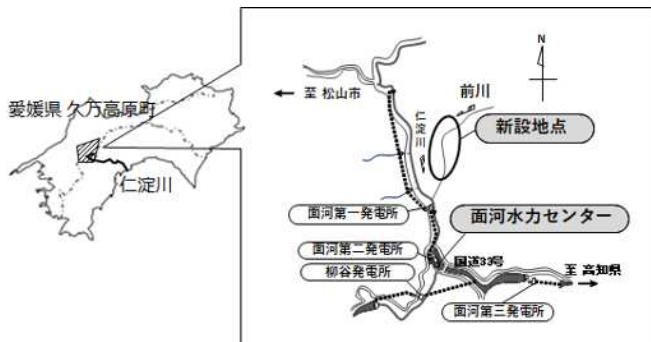 愛媛県 久万高原町
仁淀川
N
至 松山市
前川
仁淀川
新設地点
面河第一発電所
面河水力センター
面河第二発電所
国道33号
柳谷発電所
至 高知県
面河第三発電所